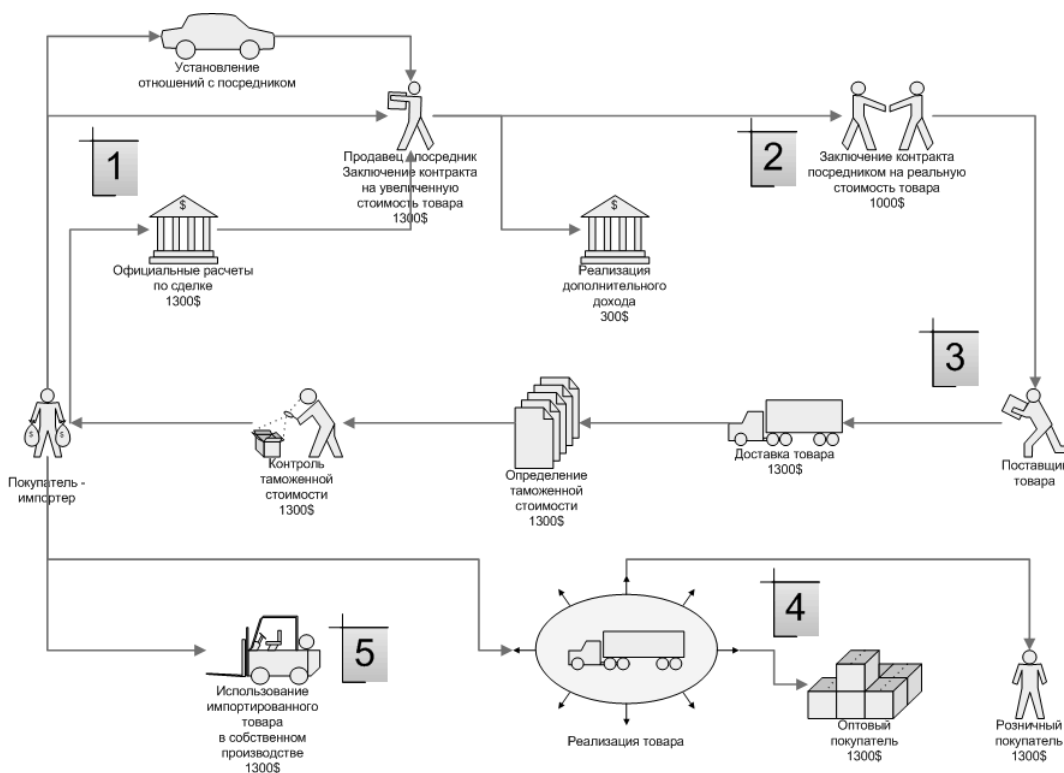 Установление
отношений с посредником
1
Продавец - посредник
Заключение контракта
на увеличенную
стоимость товара
1300$
2
Заключение контракта
посредником на реальную
стоимость товара
1000$
$
Официальные расчеты
по сделке
1300$
$
Реализация
дополнительного
дохода
300$
3
$ $
Покупатель -
импортер
Контроль
таможенной
стоимости
1300$
Определение
таможенной
стоимости
1300$
Доставка товара
1300$
Поставщик
товара
4
5
Использование
импортированного
товара
в собственном
производстве
1300$
Реализация товара
Оптовый
покупатель
1300$
Розничный
покупатель
1300$